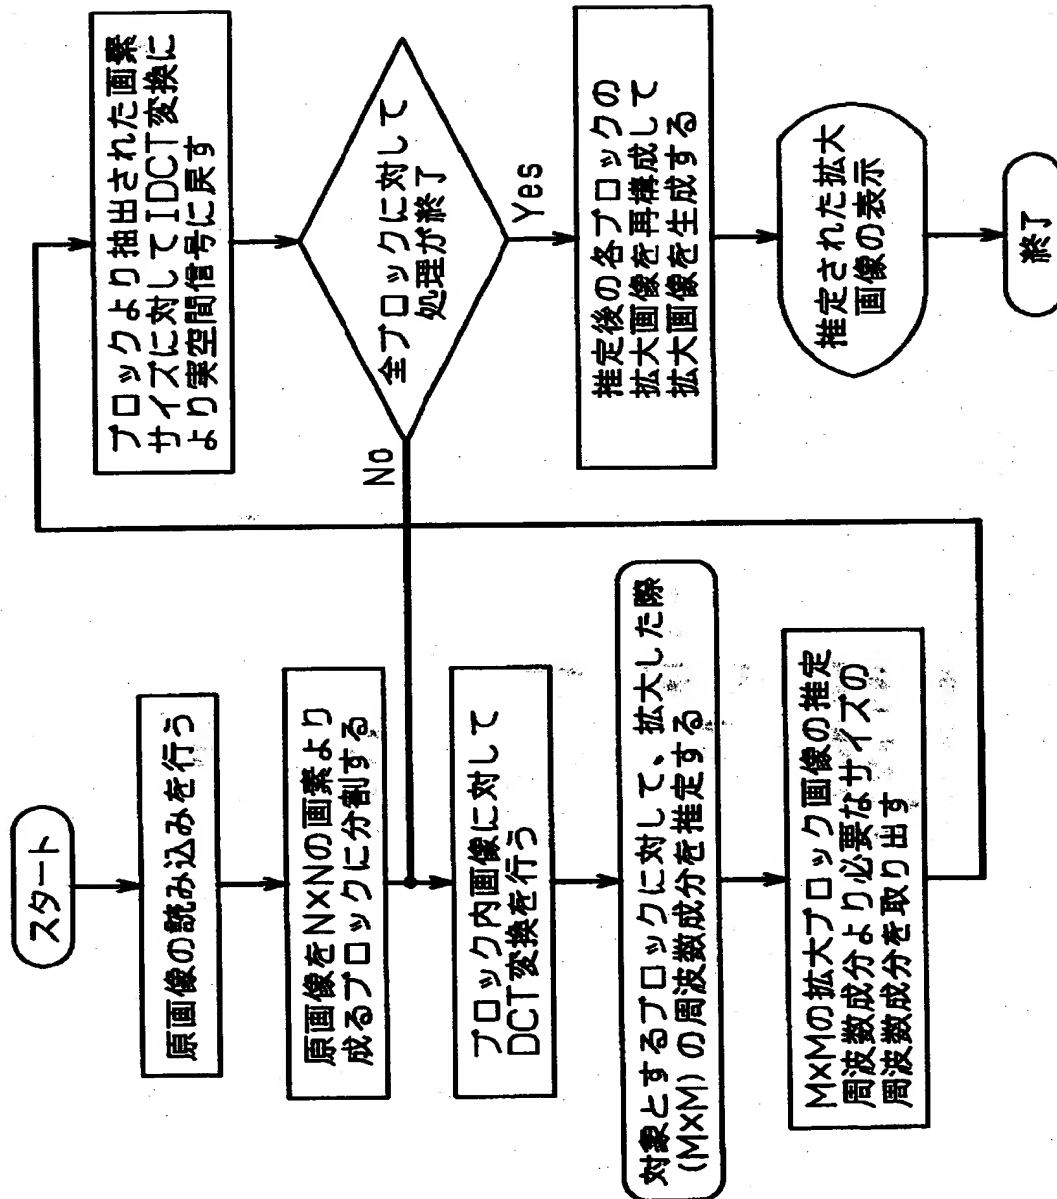 スタート
原画像の読み込みを行う
原画像をN×Nの画素より
成るブロックに分割する
ブロック内画像に対して
DCT変換を行う
対象とするブロックに対して、拡大した際
(M×M)の周波数成分を推定する
M×Mの拡大ブロック画像の推定
周波数成分より必要なサイズの
周波数成分を取り出す
ブロックより抽出された画素
サイズに対してIDCT変換に
より実空間信号に戻す
全ブロックに対して
処理が終了
No
Yes
推定後の各ブロックの
拡大画像を再構成して
拡大画像を生成する
推定された拡大
画像の表示
終了